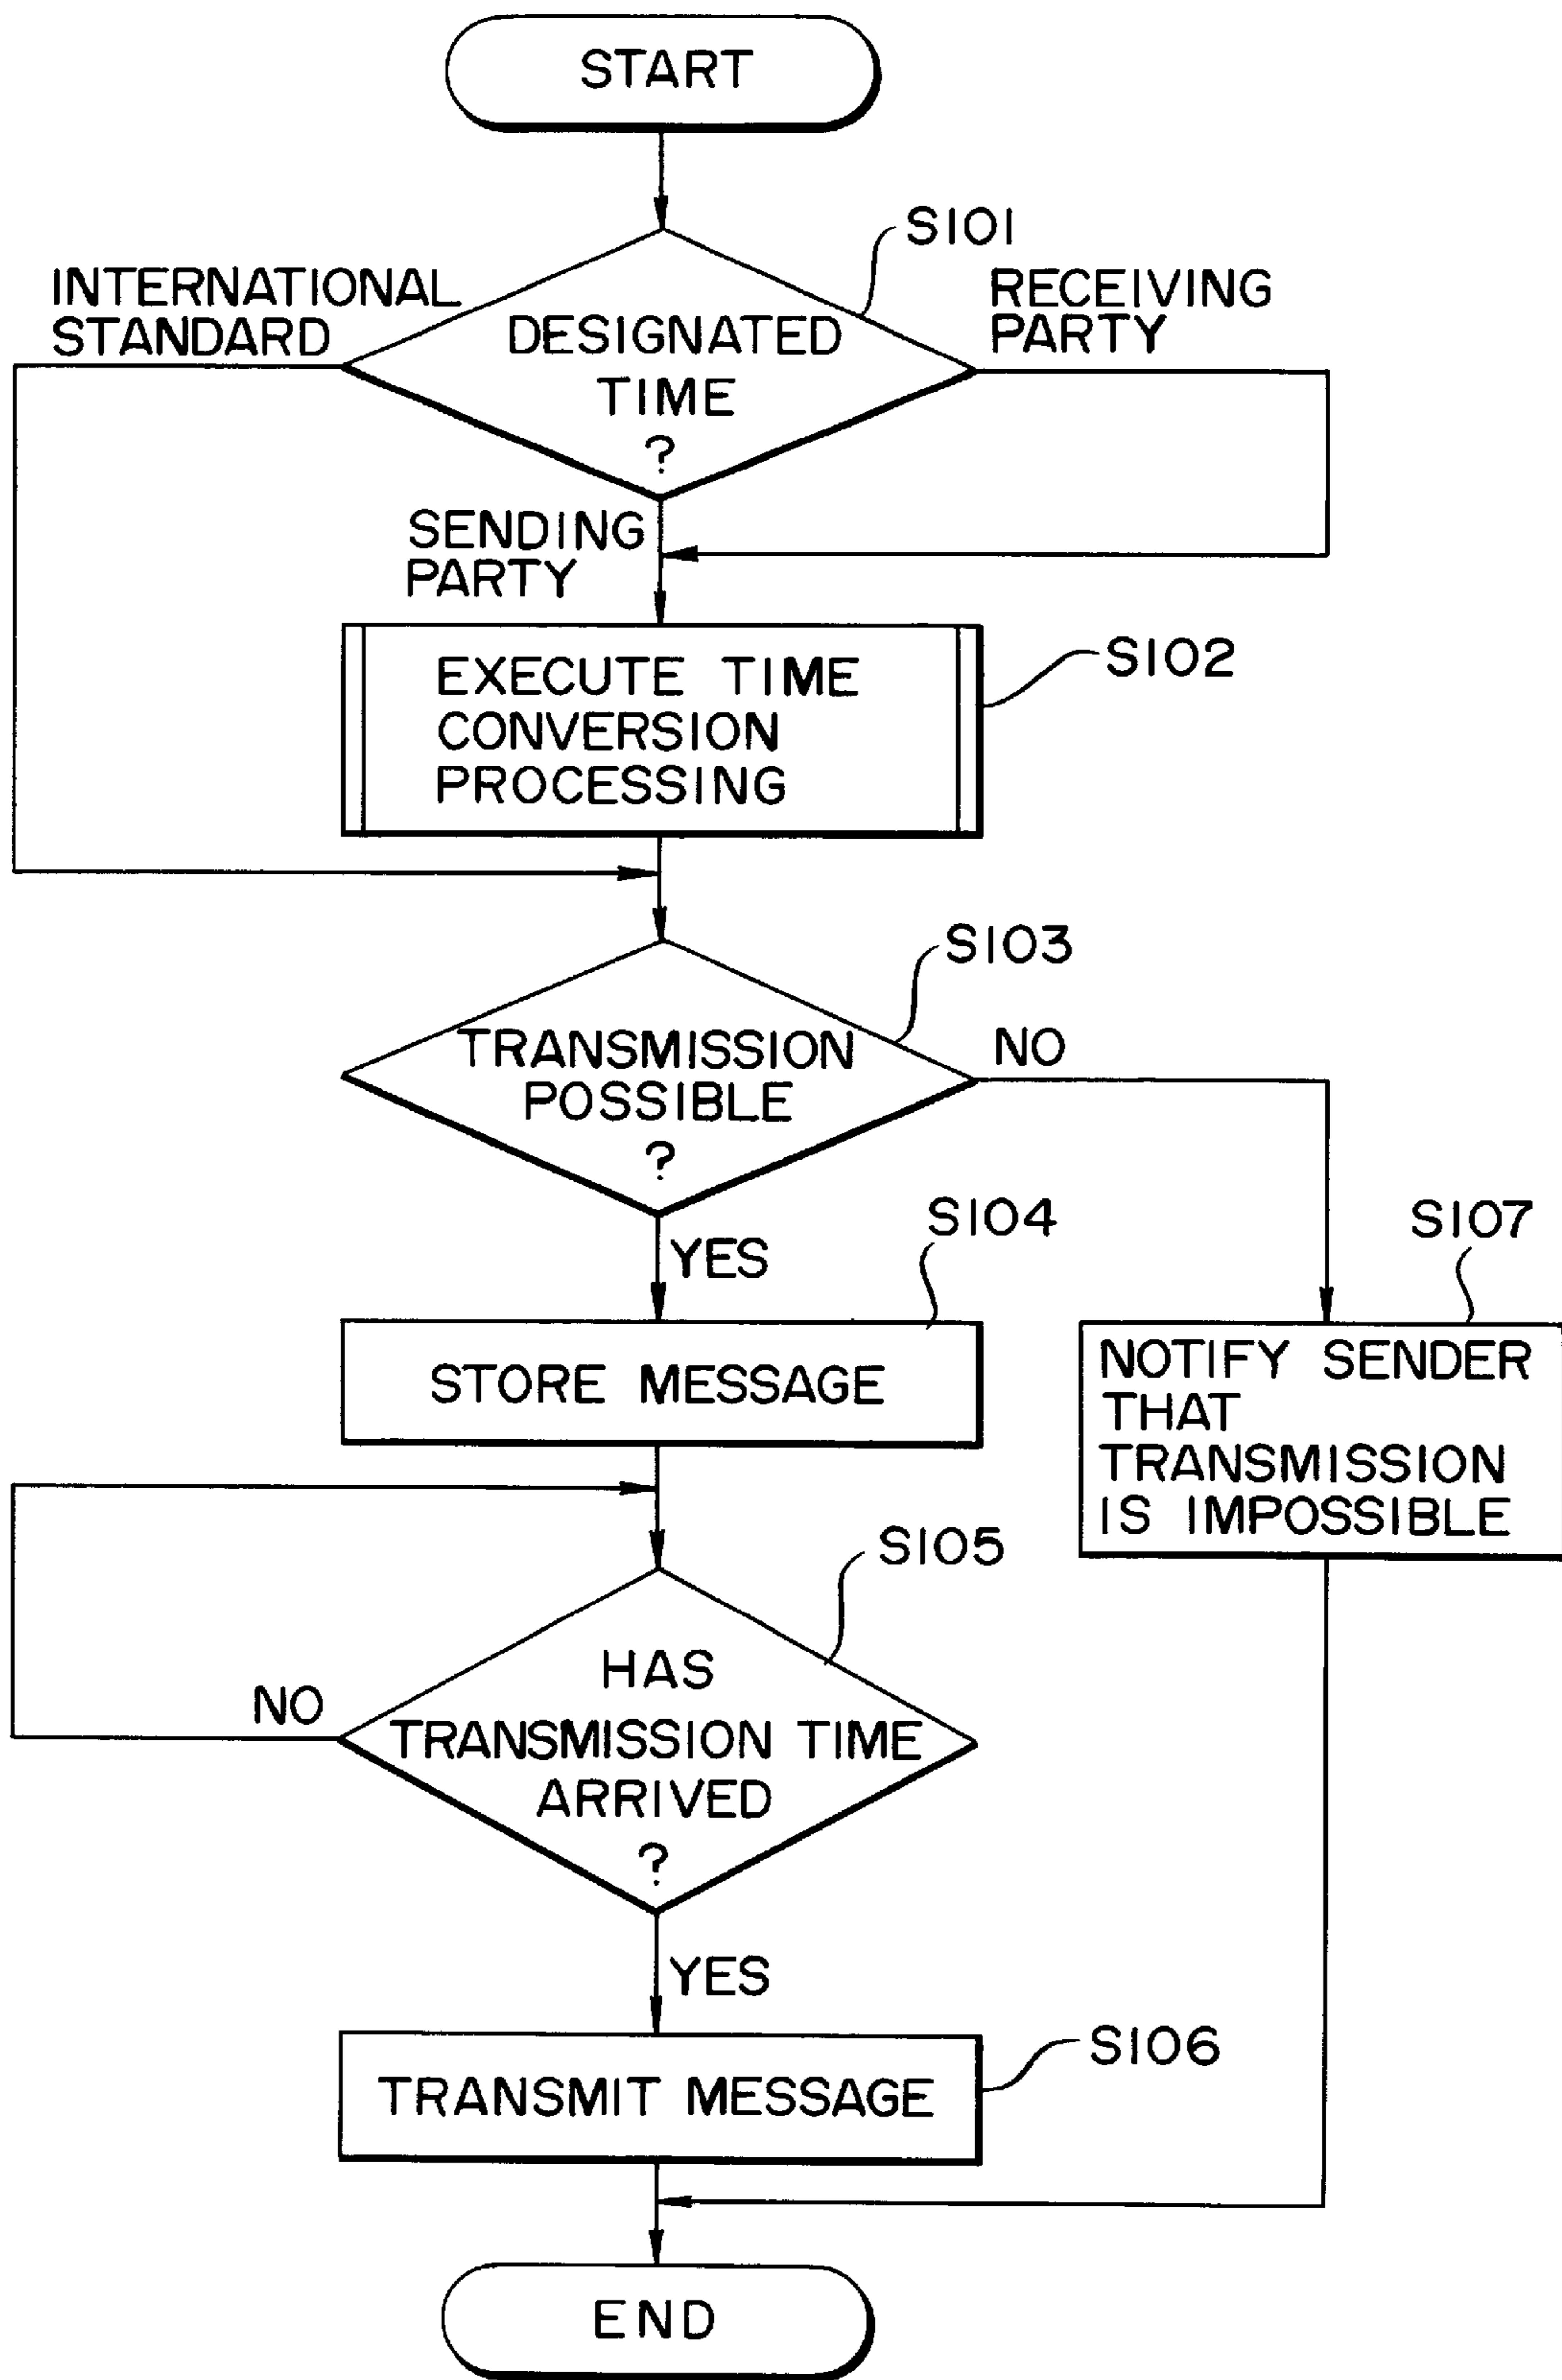 START
S101
INTERNATIONAL
STANDARD
DESIGNATED
TIME
?
RECEIVING
PARTY
SENDING
PARTY
EXECUTE TIME
CONVERSION
PROCESSING
S102
S103
TRANSMISSION
POSSIBLE
?
NO
YES
S104
S107
STORE MESSAGE
NOTIFY SENDER
THAT
TRANSMISSION
IS IMPOSSIBLE
S105
HAS
TRANSMISSION TIME
ARRIVED
?
NO
YES
S106
TRANSMIT MESSAGE
END